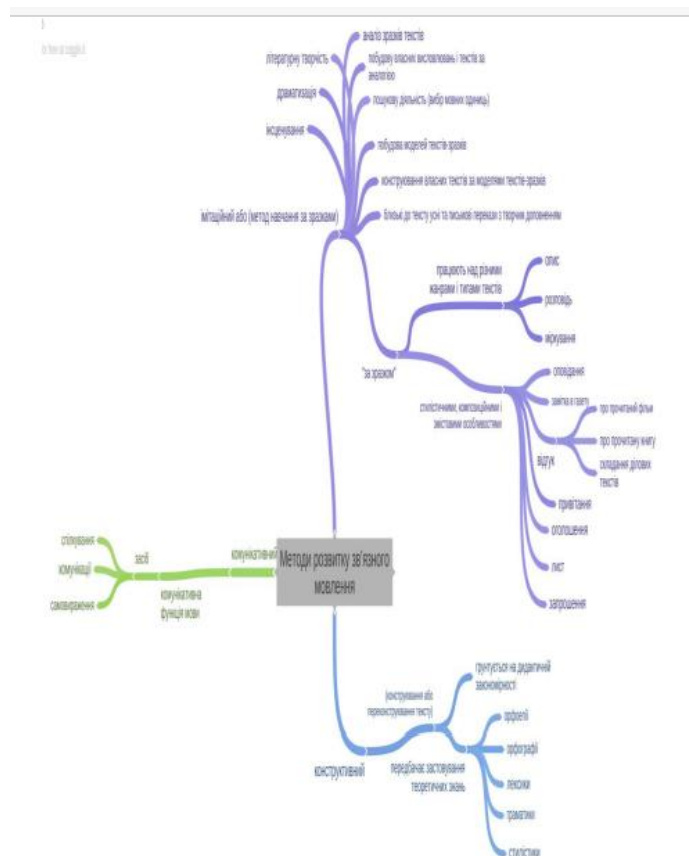 аналіз зразків текстів
літературну творчість
побудову власних висловлювань і текстів за
аналогією
драматизація
пошукову діяльність (вибір мовних одиниць)
інсценування
побудова моделей текстів-зразків
конструювання власних текстів за моделями текстів-зразків
імітаційний або (метод навчання за зразками)
близькі до тексту усні та письмові перекази з творчим доповненням
працюють над різними
жанрами і типами текстів
опис
розповідь
міркування
"за зразком"
стилістичними, композиційними і
змістовими особливостями
оповідання
замітка в газету
відгук
про прочитаний фільм
про прочитану книгу
складання ділових
текстів
привітання
оголошення
лист
запрошення
Методи розвитку зв'язного
мовлення
комунікативний
комунікативна
функція мови
засіб
спілкування
комунікації
самовираження
конструктивний
(конструювання або
переконструювання тексту)
грунтується на дидактичній
закономірності
передбачає застовування
теоретичних знань
орфоепії
орфографії
лексики
граматики
стилістики